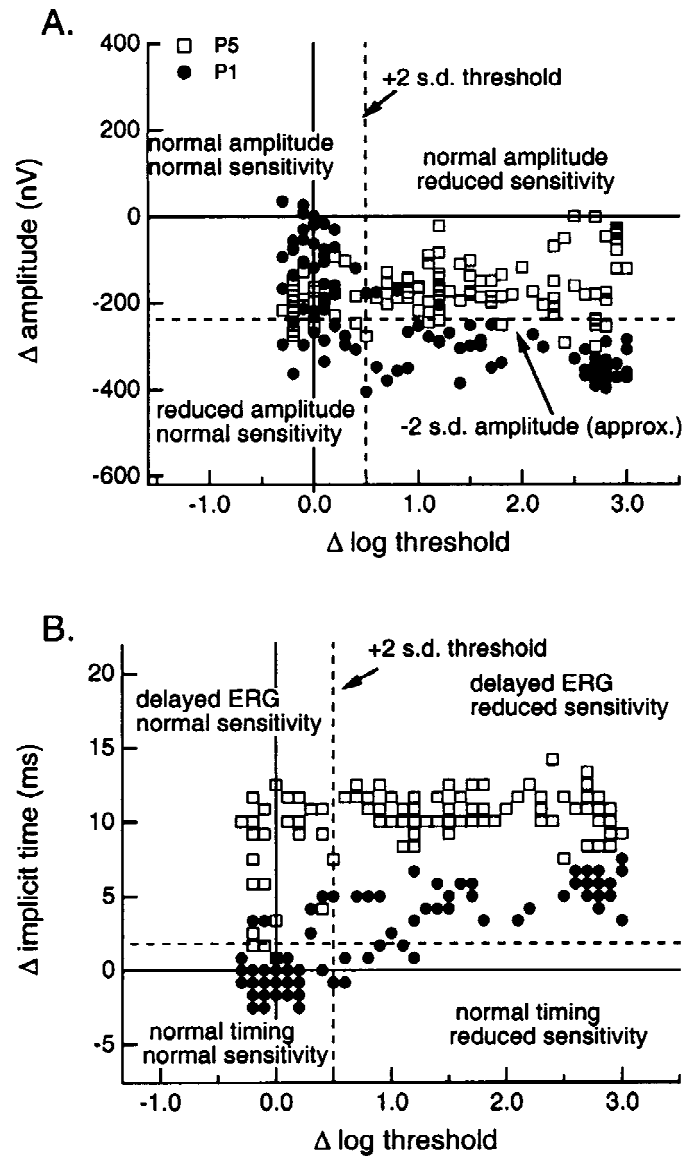 A.
P5
P1
400
200
0
-200
-400
-600
Δ amplitude (nV)
+2 s.d. threshold
normal amplitude
normal sensitivity
normal amplitude
reduced sensitivity
reduced amplitude
normal sensitivity
-2 s.d. amplitude (approx.)
-1.0 0.0 1.0 2.0 3.0
Δ log threshold
B.
20
15
10
5
0
-5
Δ implicit time (ms)
+2 s.d. threshold
delayed ERG
normal sensitivity
delayed ERG
reduced sensitivity
normal timing
normal sensitivity
normal timing
reduced sensitivity
-1.0 0.0 1.0 2.0 3.0
Δ log threshold